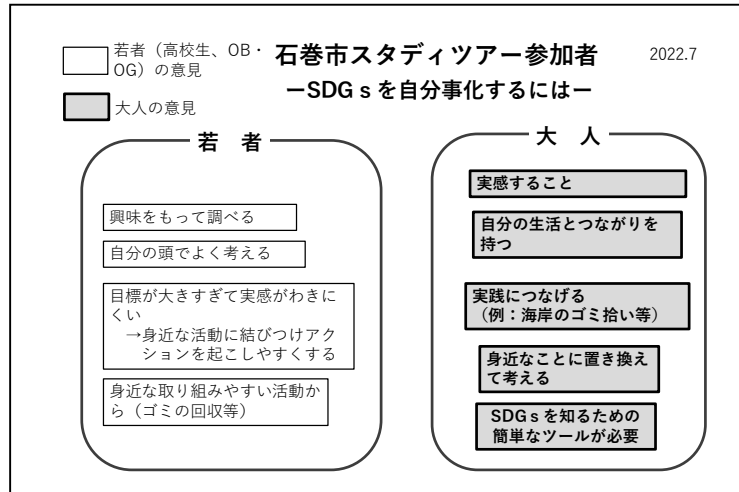 若者（高校生、OB・
OG）の意見
大人の意見
石巻市スタディツアー参加者
ーSDGｓを自分事化するにはー
2022.7
若　者
興味をもって調べる
自分の頭でよく考える
目標が大きすぎて実感がわきに
くい
→身近な活動に結びつけアク
ションを起こしやすくする
身近な取り組みやすい活動か
ら（ゴミの回収等）
大　人
実感すること
自分の生活とつながりを
持つ
実践につなげる
（例：海岸のゴミ拾い等）
身近なことに置き換え
て考える
SDGｓを知るための
簡単なツールが必要